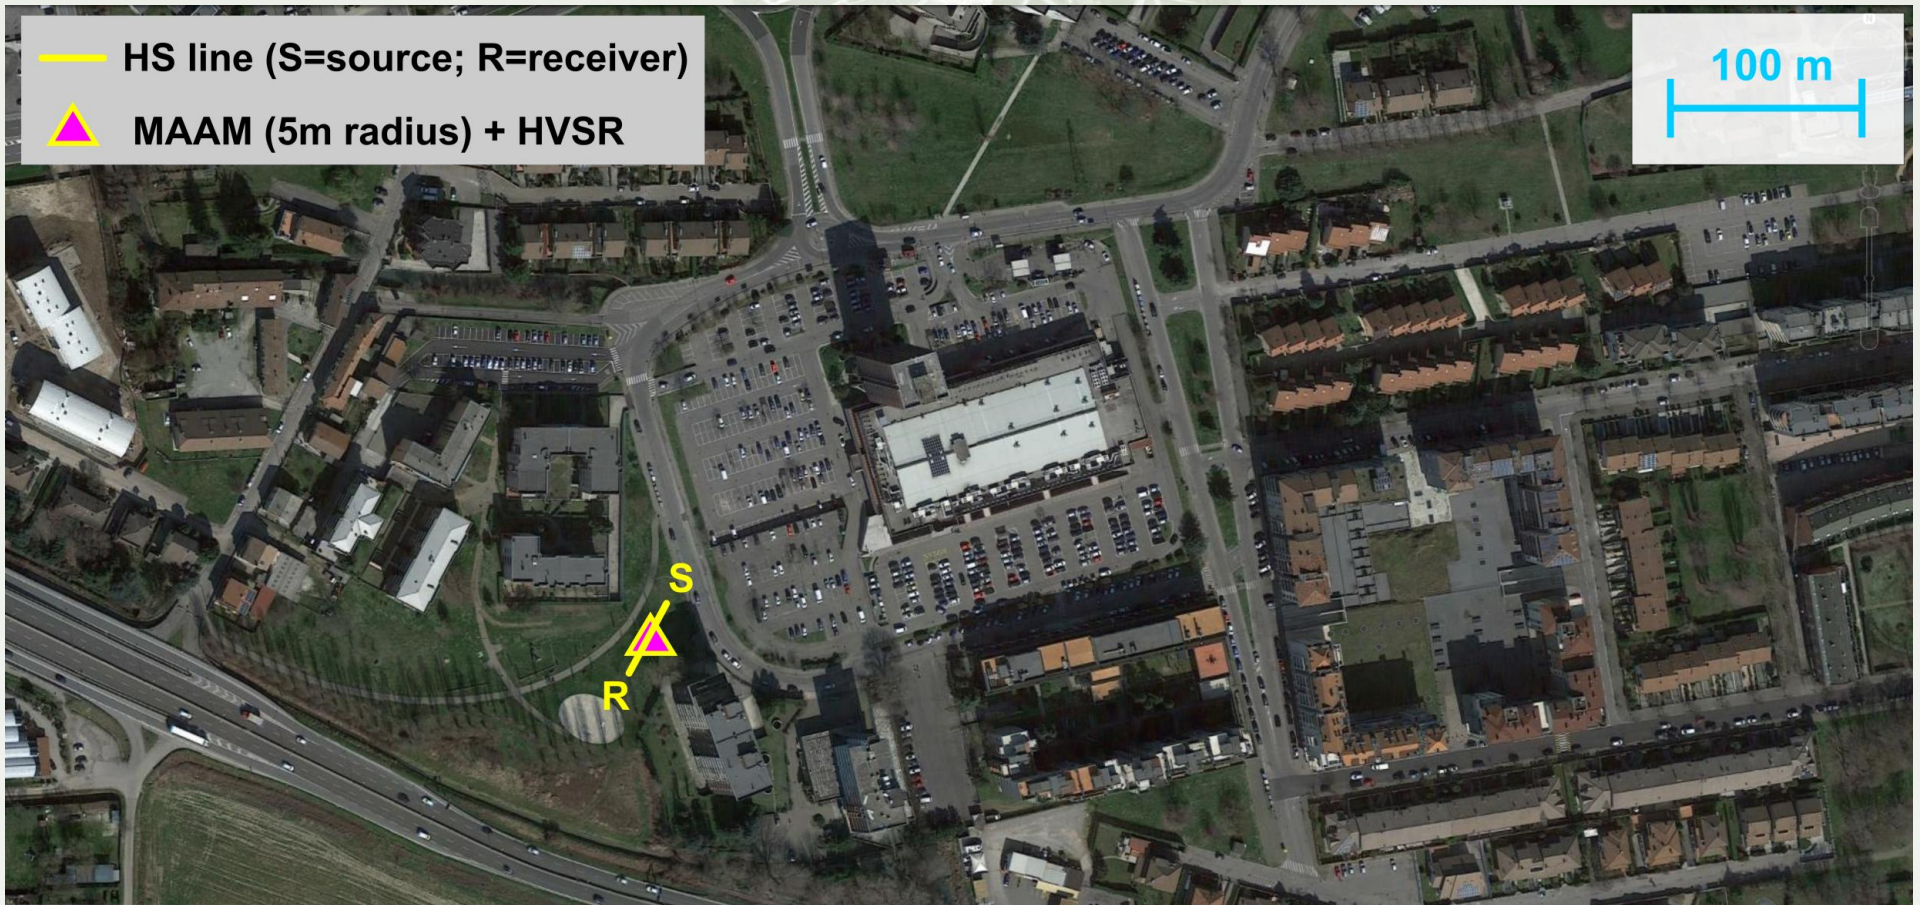 HS line (S=source; R=receiver)
MAAM (5m radius) + HVSR
100 m
N
S
R